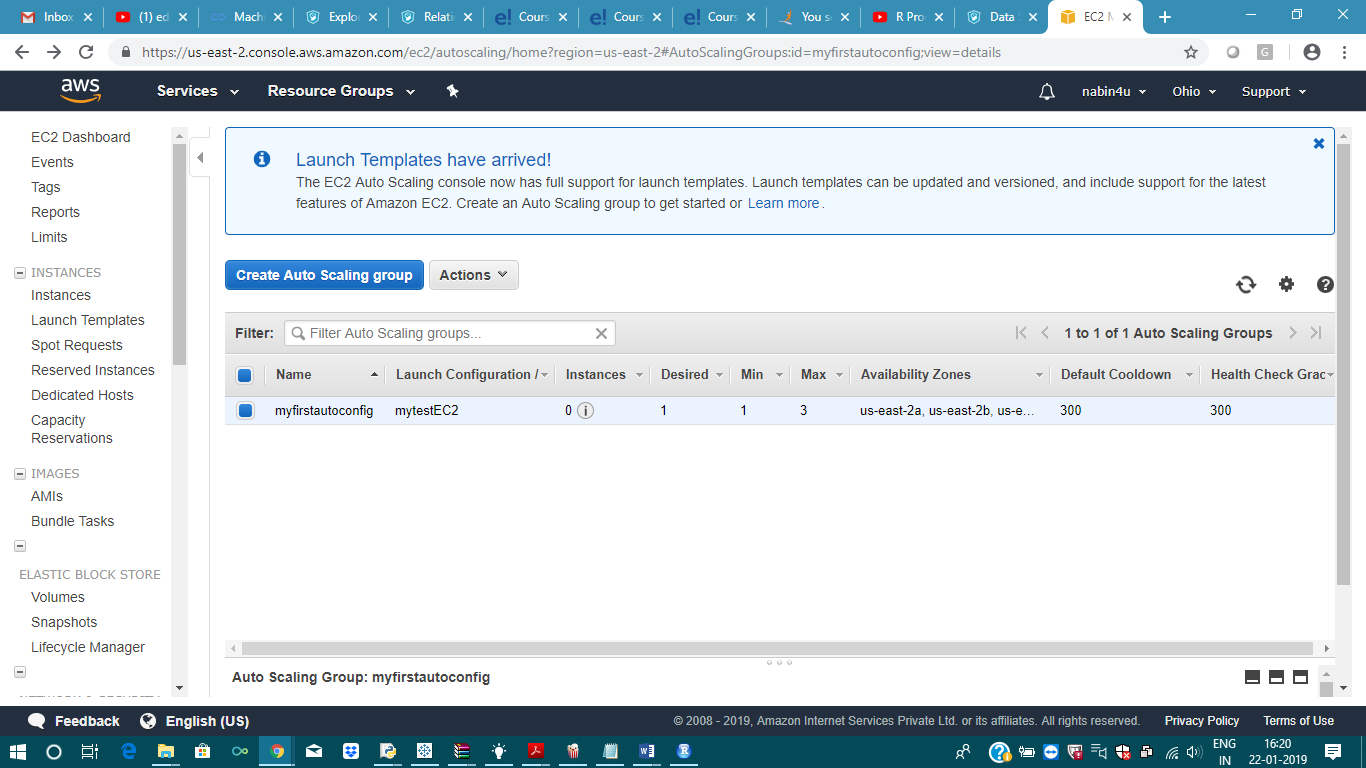 Inbox
(1) ed
Mach
Explo
Relati
Cours
Cours
Cours
You s
R Pro
Data
EC2 M
https://us-east-2.console.aws.amazon.com/ec2/autoscaling/home?region=us-east-2#AutoScalingGroups:id=myfirstautoconfig;view=details
aws Services Resource Groups nabin4u Ohio Support
EC2 Dashboard
Events
Tags
Reports
Limits
INSTANCES
Instances
Launch Templates
Spot Requests
Reserved Instances
Dedicated Hosts
Capacity
Reservations
IMAGES
AMIs
Bundle Tasks
ELASTIC BLOCK STORE
Volumes
Snapshots
Lifecycle Manager
Launch Templates have arrived!
The EC2 Auto Scaling console now has full support for launch templates. Launch templates can be updated and versioned, and include support for the latest
features of Amazon EC2. Create an Auto Scaling group to get started or Learn more.
Create Auto Scaling group Actions
Filter: Filter Auto Scaling groups... 1 to 1 of 1 Auto Scaling Groups
Name Launch Configuration / Instances Desired Min Max Availability Zones Default Cooldown Health Check Grac
myfirstautoconfig mytestEC2 0 1 1 3 us-east-2a, us-east-2b, us-e... 300 300
Auto Scaling Group: myfirstautoconfig
Feedback English (US) © 2008 - 2019, Amazon Internet Services Private Ltd. or its affiliates. All rights reserved. Privacy Policy Terms of Use
ENG 16:20
IN 22-01-2019